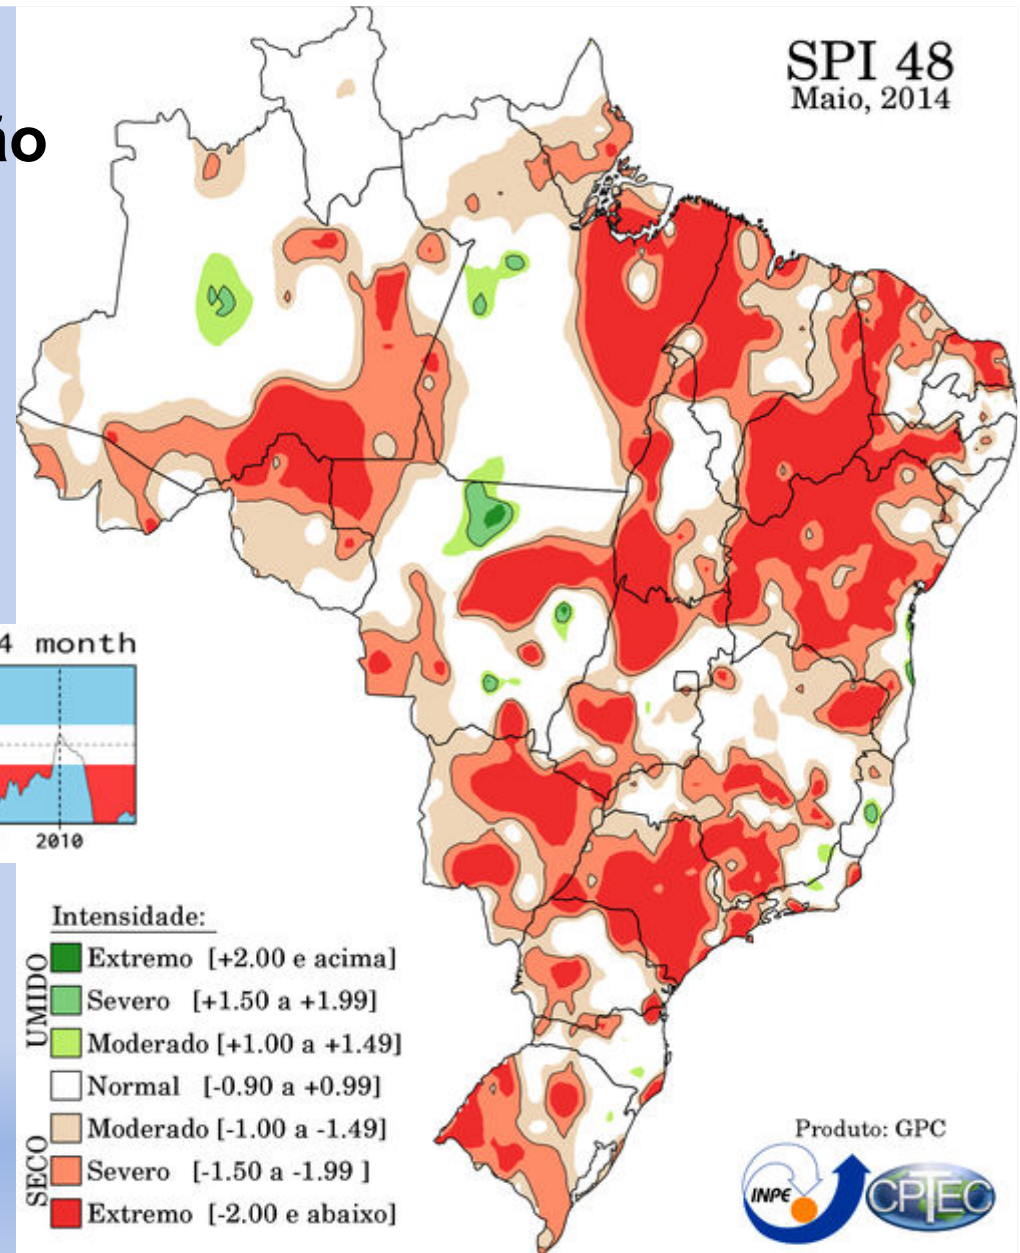 SPI 48
Maio, 2014
ão
4 month
2010
Intensidade:
UMIDO
Extremo [+2.00 e acima]
Severo [+1.50 a +1.99]
Moderado [+1.00 a +1.49]
Normal [-0.90 a +0.99]
SECO
Moderado [-1.00 a -1.49]
Severo [-1.50 a -1.99 ]
Extremo [-2.00 e abaixo]
Produto: GPC
INPE
CPTEC